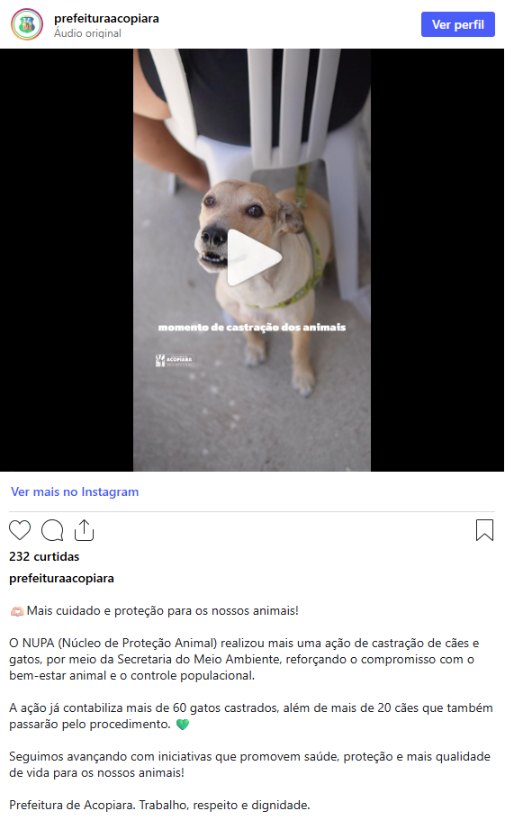 prefeituraacopiara
Áudio original
Ver perfil
momento de castração dos animais
ACOPIARA
Ver mais no Instagram
232 curtidas
prefeituraacopiara
🫶🏻Mais cuidado e proteção para os nossos animais!
O NUPA (Núcleo de Proteção Animal) realizou mais uma ação de castração de cães e
gatos, por meio da Secretaria do Meio Ambiente, reforçando o compromisso com o
bem-estar animal e o controle populacional.
A ação já contabiliza mais de 60 gatos castrados, além de mais de 20 cães que também
passarão pelo procedimento. 💚
Seguimos avançando com iniciativas que promovem saúde, proteção e mais qualidade
de vida para os nossos animais!
Prefeitura de Acopiara. Trabalho, respeito e dignidade.